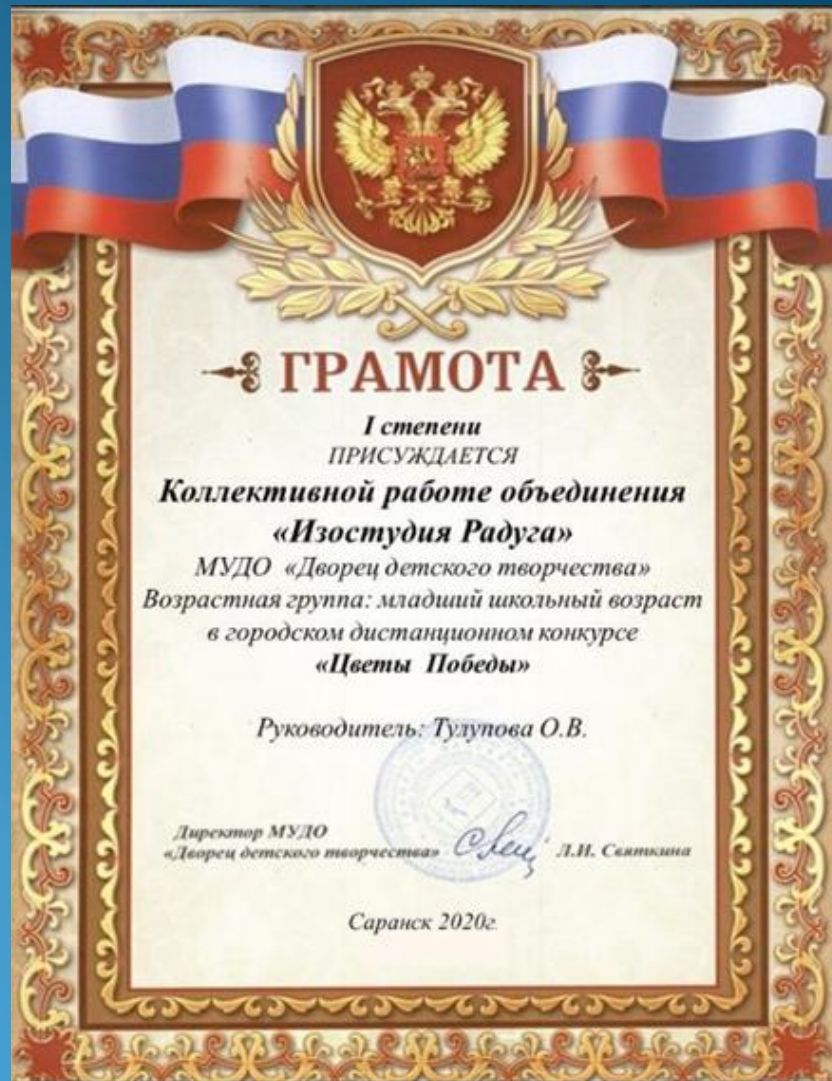 ГРАМОТА
I степени
ПРИСУЖДАЕТСЯ
Коллективной работе объединения
«Изостудия Радуга»
МУДО «Дворец детского творчества»
Возрастная группа: младший школьный возраст
в городском дистанционном конкурсе
«Цветы Победы»
Руководитель: Тулупова О.В.
Директор МУДО
«Дворец детского творчества» Л.И. Святкина
Саранск 2020г.